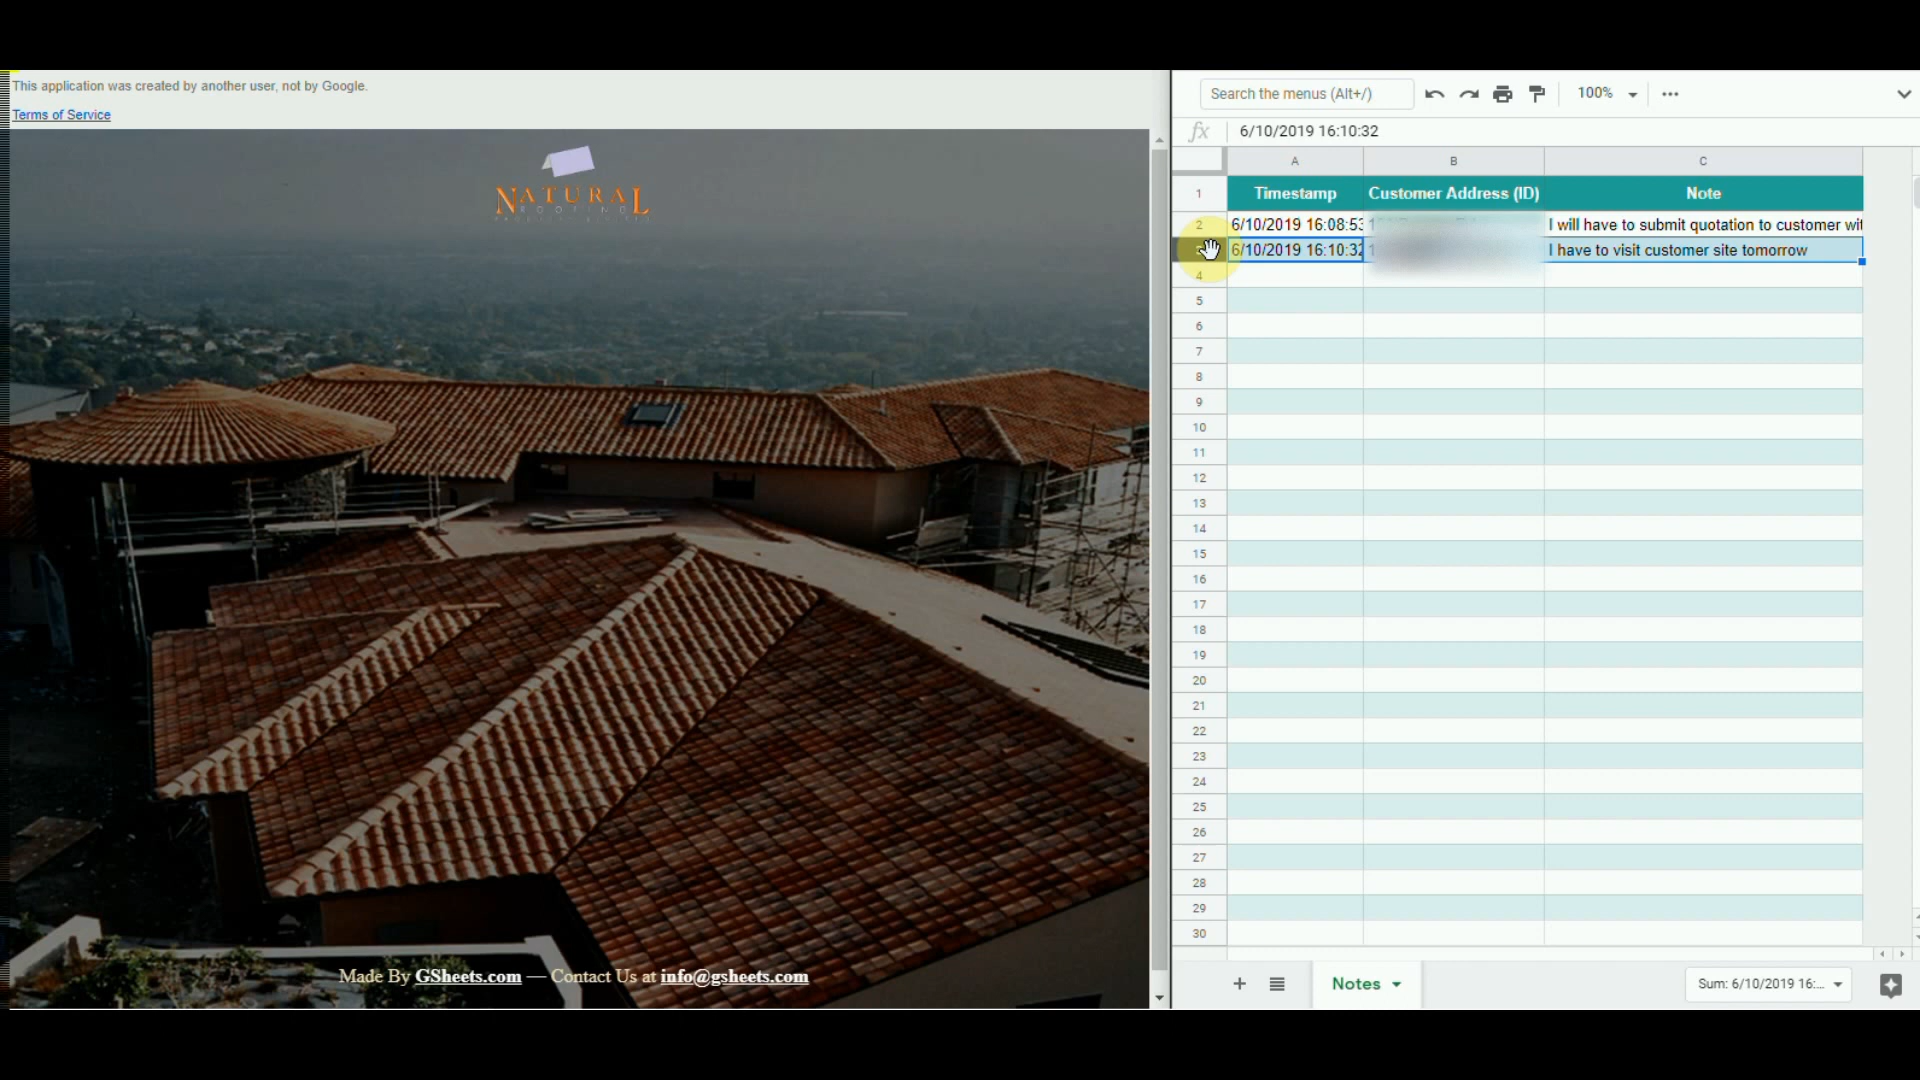 This application was created by another user, not by Google.
Terms of Service
NATURAL
ROOFING
Made By GSheets.com — Contact Us at info@gsheets.com
Search the menus (Alt+/)
100%
fx
6/10/2019 16:10:32
A B C
1 Timestamp Customer Address (ID) Note
2 6/10/2019 16:08:53 I will have to submit quotation to customer wit
3 6/10/2019 16:10:32 I have to visit customer site tomorrow
4
5
6
7
8
9
10
11
12
13
14
15
16
17
18
19
20
21
22
23
24
25
26
27
28
29
30
Notes
Sum: 6/10/2019 16:...